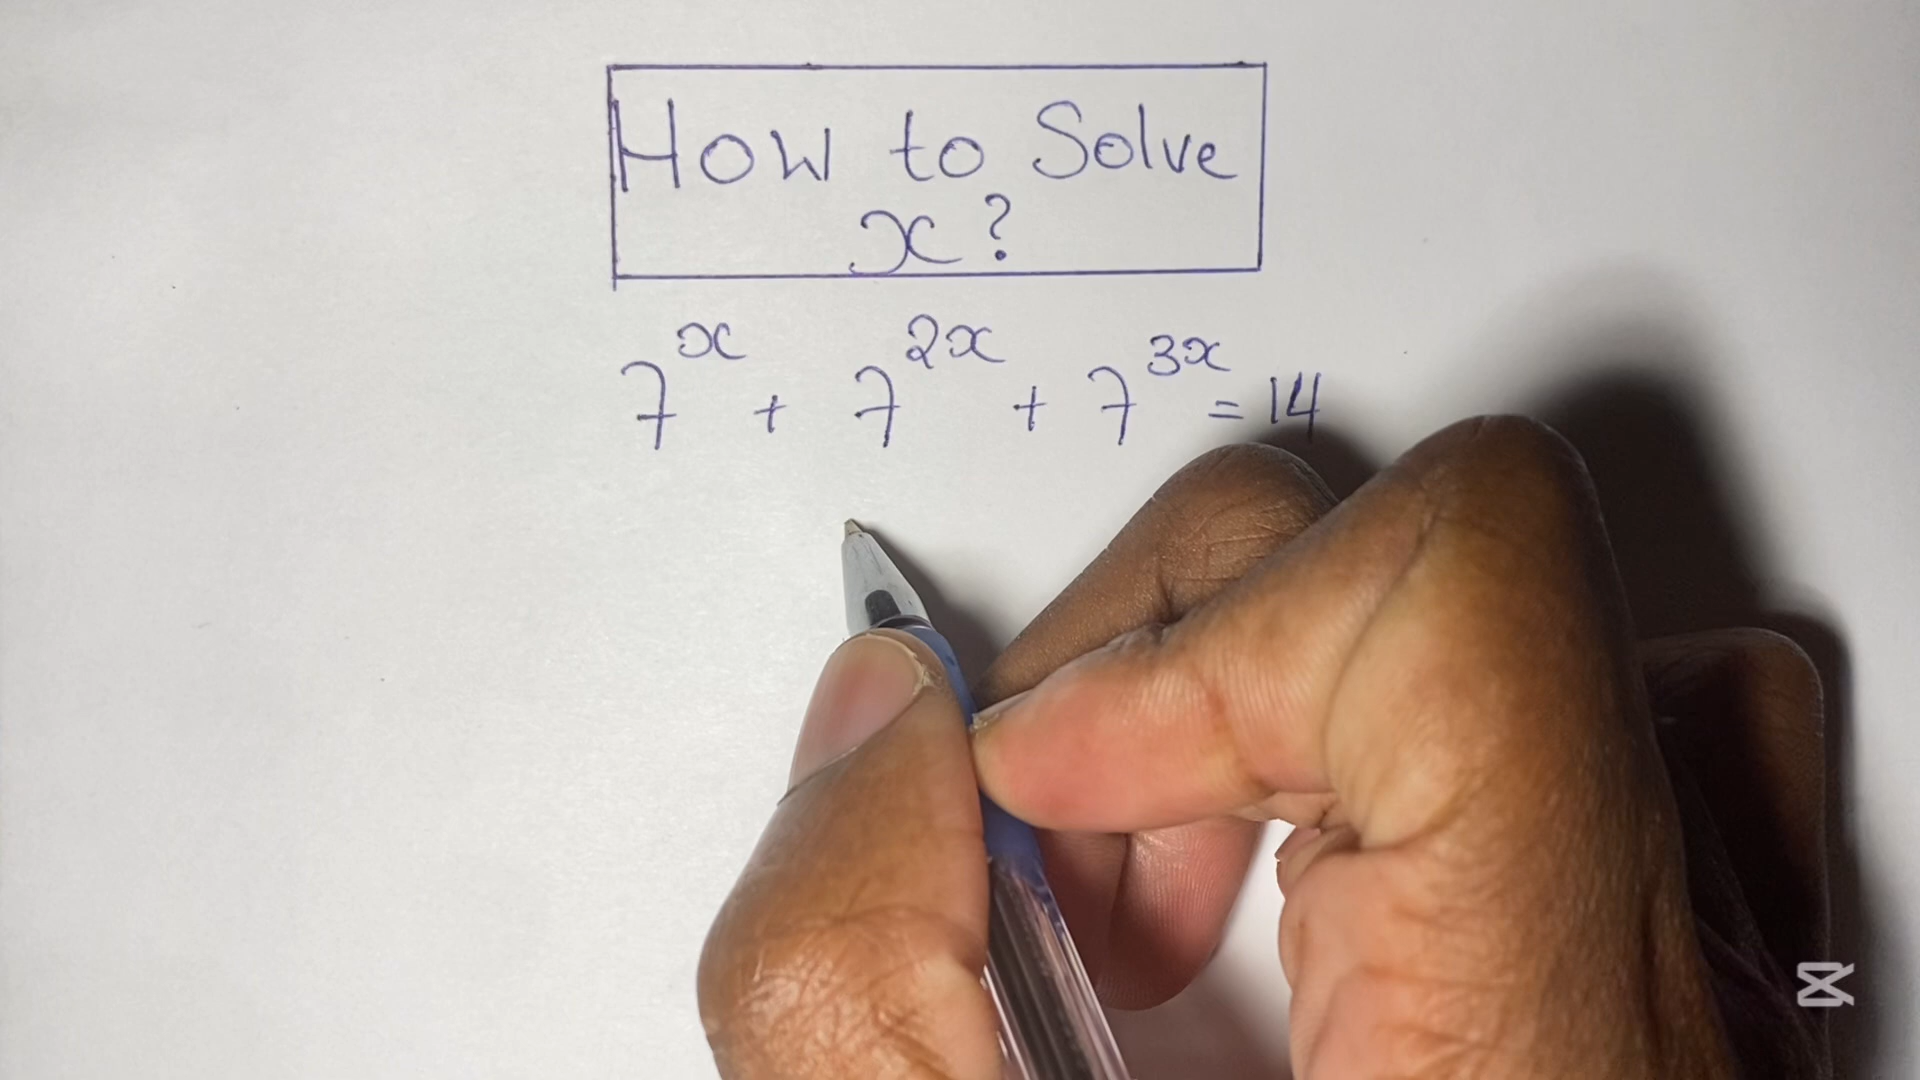 How to Solve
x?
7^x + 7^2x + 7^3x = 14